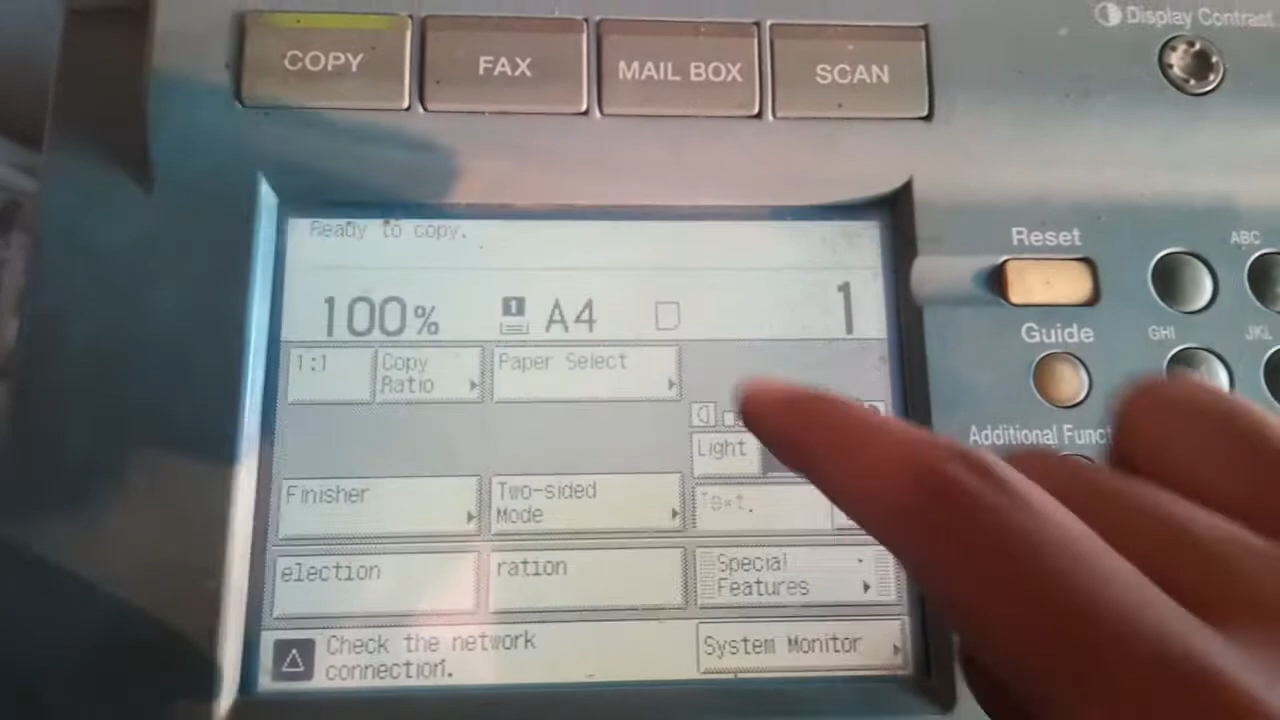 Display Contrast
COPY
FAX
MAIL BOX
SCAN
Ready to copy.
100%
1
A4
1
Reset
ABC
Guide
GHI
JKL
1:1
Copy
Ratio
Paper Select
Additional Funct
Light
Finisher
Two-sided
Mode
Text.
election
ration
Special
Features
Check the network
connection.
System Monitor